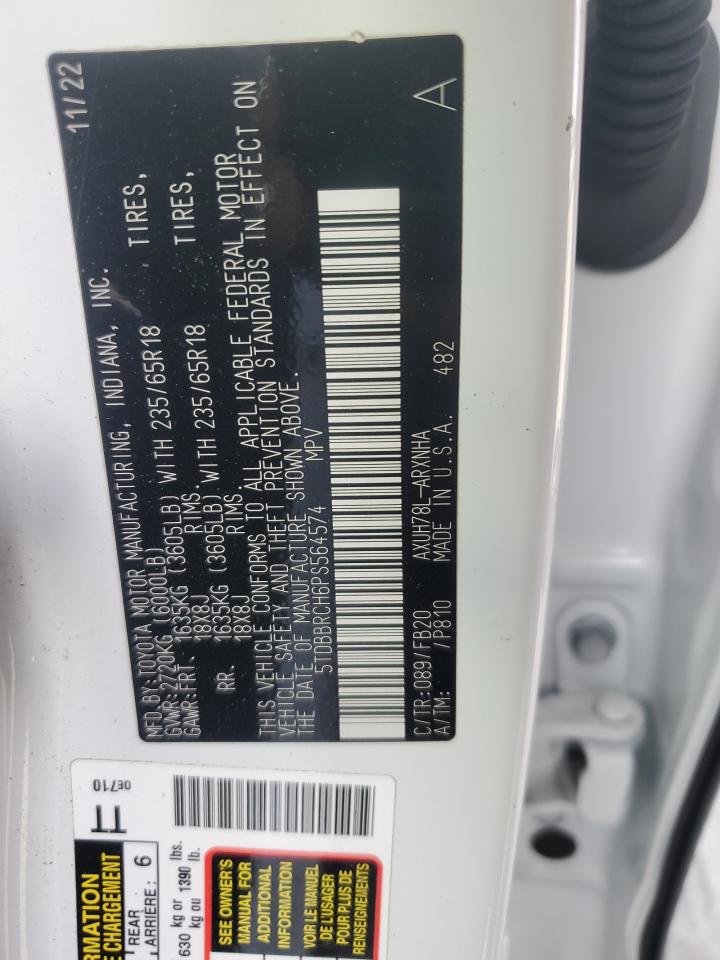 11/22
MFD.BY:TOYOTA MOTOR MANUFACTURING, INDIANA, INC.
GVWR:2720KG (6000LB)
GAWR:FR. 1635KG (3605LB) WITH 235/65R18 TIRES,
18X8J RIMS.
RR. 1635KG (3605LB) WITH 235/65R18 TIRES,
18X8J RIMS.
THIS VEHICLE CONFORMS TO ALL APPLICABLE FEDERAL MOTOR
VEHICLE SAFETY AND THEFT PREVENTION STANDARDS IN EFFECT ON
THE DATE OF MANUFACTURE SHOWN ABOVE.
5TDBBRCH6PS564574 MPV
C/TR:089/FB20 AXUH78L-ARXNHA A
A/TM: /P810 MADE IN U.S.A. 482
0E710
RMATION
E CHARGEMENT
REAR
ARRIÈRE : 6
630 kg or 1390 lbs.
kg ou lb.
SEE OWNER'S
MANUAL FOR
ADDITIONAL
INFORMATION
VOIR LE MANUEL
DE L'USAGER
POUR PLUS DE
RENSEIGNEMENTS